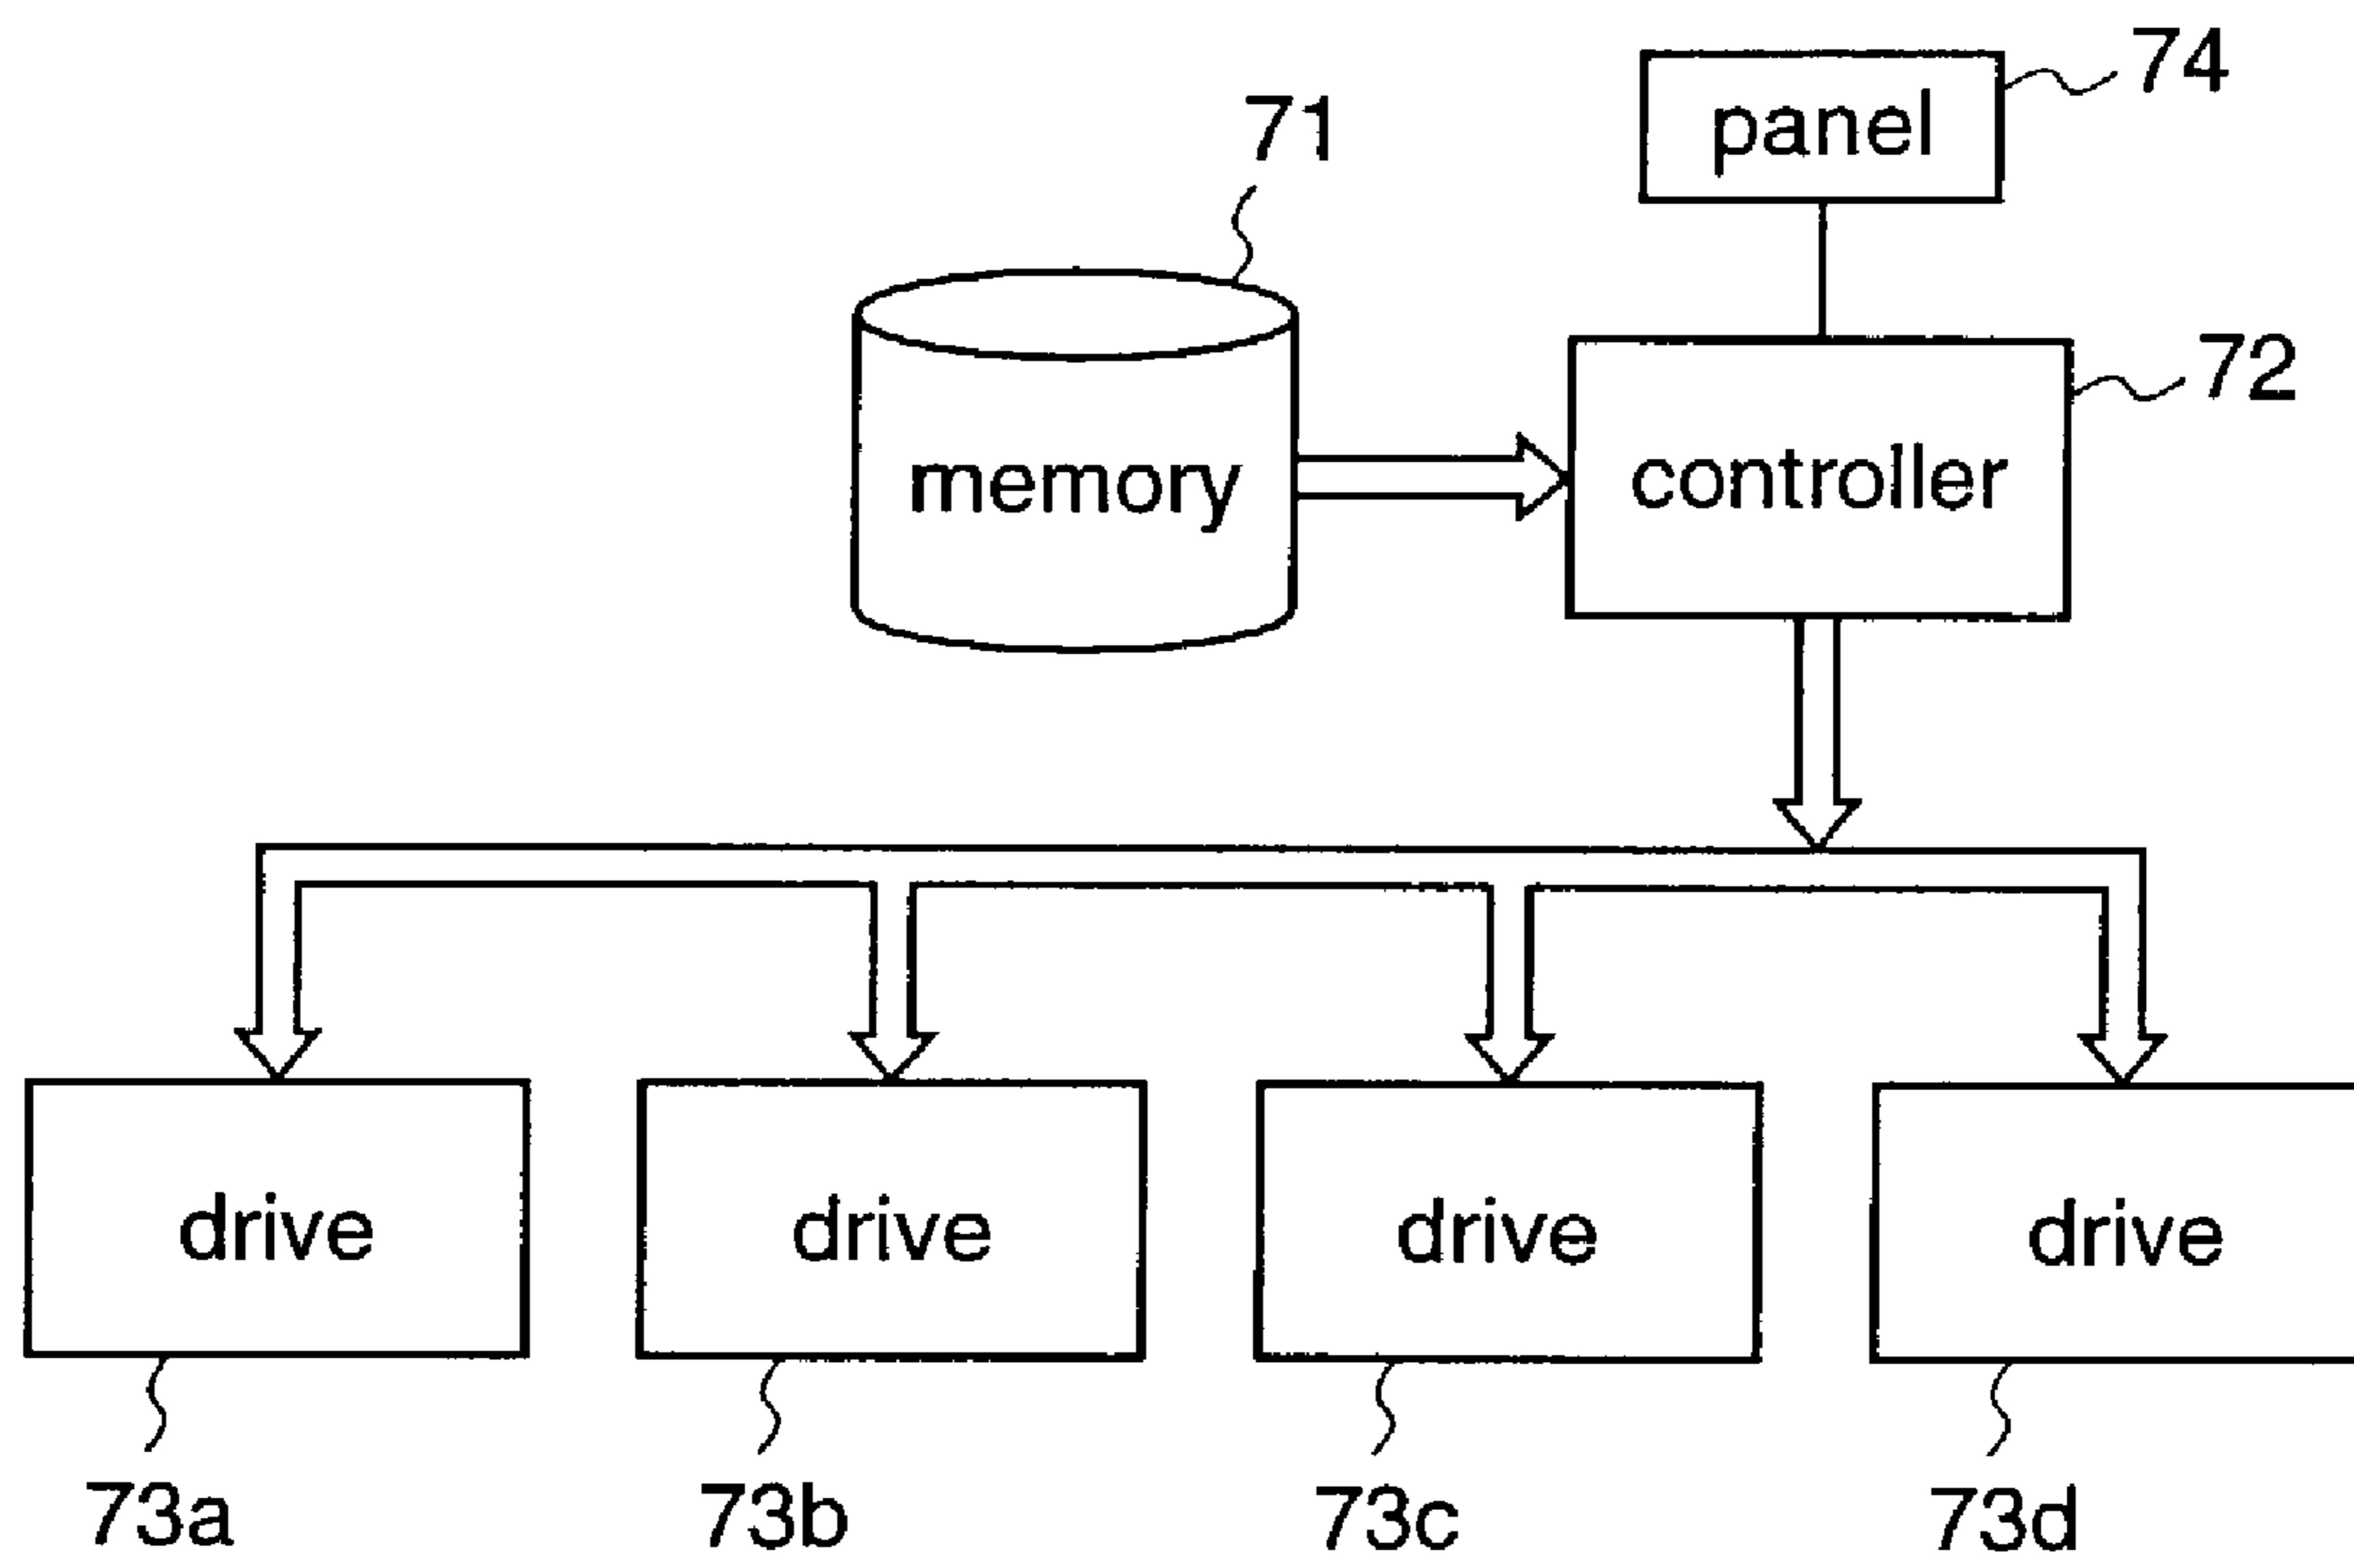 74
panel
71
72
memory
controller
drive drive drive drive
73a 73b 73c 73d